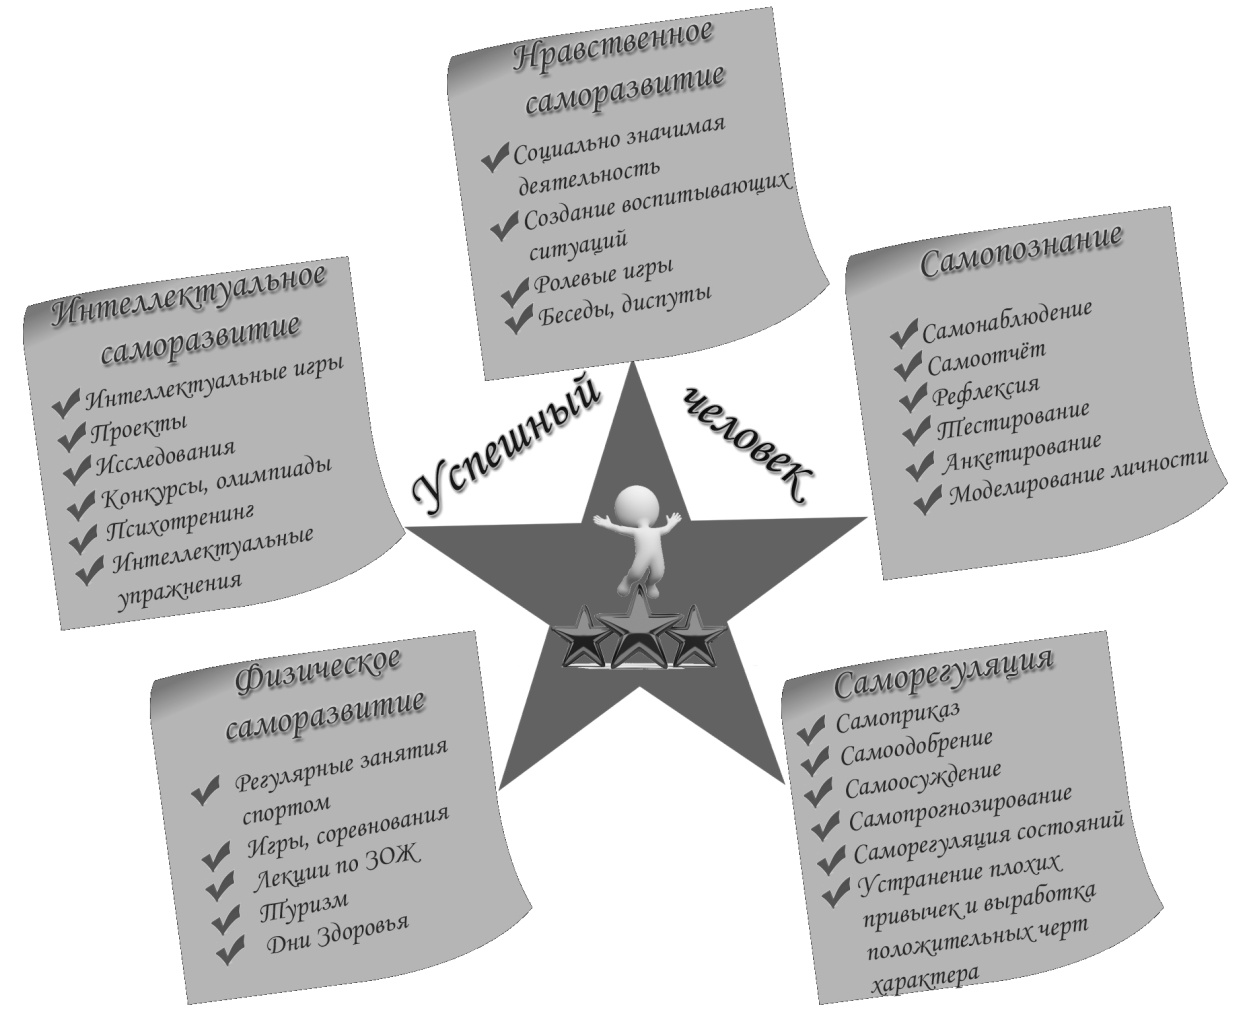 Нравственное
саморазвитие
Социально значимая
деятельность
Создание воспитывающих
ситуаций
Ролевые игры
Беседы, диспуты
Интеллектуальное
саморазвитие
Интеллектуальные игры
Проекты
Исследования
Конкурсы, олимпиады
Психотренинг
Интеллектуальные
упражнения
Успешный человек
Самопознание
Самонаблюдение
Самоотчёт
Рефлексия
Тестирование
Анкетирование
Моделирование личности
Физическое
саморазвитие
Регулярные занятия
спортом
Игры, соревнования
Лекции по ЗОЖ
Туризм
Дни Здоровья
Саморегуляция
Самоприказ
Самоодобрение
Самоосуждение
Самопрогнозирование
Саморегуляция состояний
Устранение плохих
привычек и выработка
положительных черт
характера